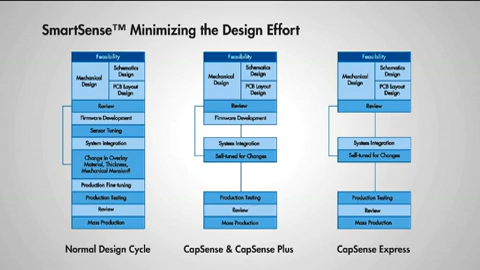 SmartSense™ Minimizing the Design Effort
Feasibility
Mechanical
Design
Schematics
Design
PCB Layout
Design
Review
Firmware Development
Sensor Tuning
System Integration
Change in Overlay
Material, Thickness,
Mechanical Mension?
Production Fine-tuning
Production Testing
Review
Mass Production
Normal Design Cycle
Feasibility
Mechanical
Design
Schematics
Design
PCB Layout
Design
Review
Firmware Development
System Integration
Self-tuned for Changes
Production Testing
Review
Mass Production
CapSense & CapSense Plus
Feasibility
Mechanical
Design
Schematics
Design
PCB Layout
Design
Review
System Integration
Self-tuned for Changes
Production Testing
Review
Mass Production
CapSense Express